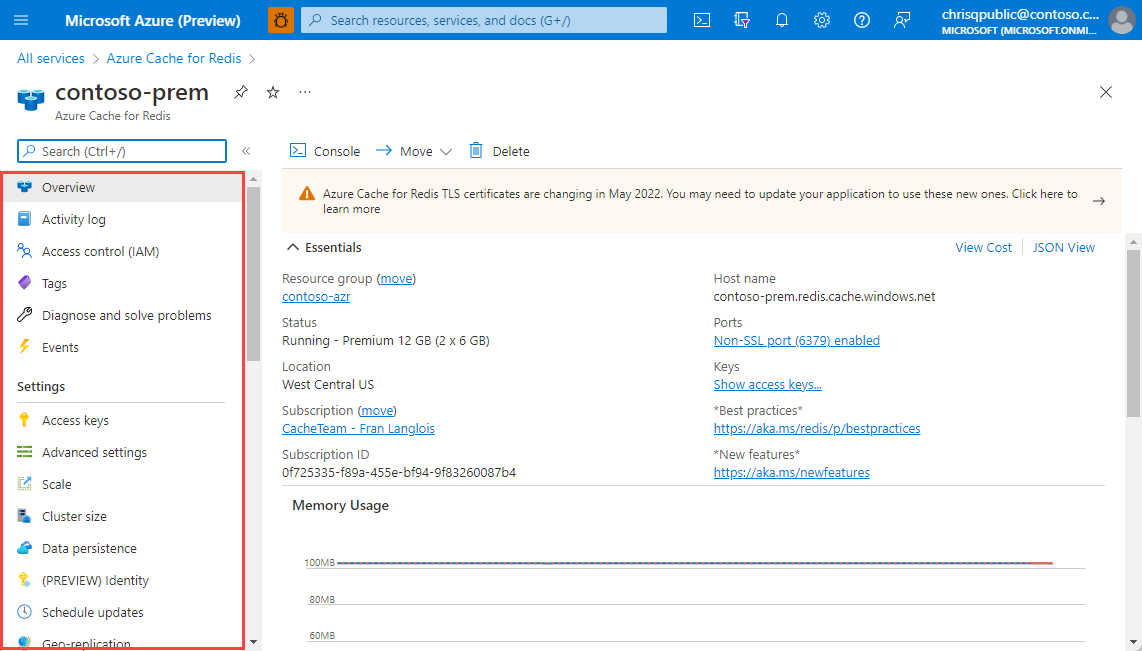 Microsoft Azure (Preview)
Search resources, services, and docs (G+/)
chrisqpublic@contoso.c...
MICROSOFT (MICROSOFT.ONMI...
All services > Azure Cache for Redis >
contoso-prem
...
Azure Cache for Redis
Search (Ctrl+/)
«
Overview
Activity log
Access control (IAM)
Tags
Diagnose and solve problems
Events
Settings
Access keys
Advanced settings
Scale
Cluster size
Data persistence
(PREVIEW) Identity
Schedule updates
Geo-replication
Console
Move
Delete
Azure Cache for Redis TLS certificates are changing in May 2022. You may need to update your application to use these new ones. Click here to
learn more
Essentials
View Cost
JSON View
Resource group (move)
contoso-azr
Status
Running - Premium 12 GB (2 x 6 GB)
Location
West Central US
Subscription (move)
CacheTeam - Fran Langlois
Subscription ID
0f725335-f89a-455e-bf94-9f83260087b4
Host name
contoso-prem.redis.cache.windows.net
Ports
Non-SSL port (6379) enabled
Keys
Show access keys...
*Best practices*
https://aka.ms/redis/p/bestpractices
*New features*
https://aka.ms/newfeatures
Memory Usage
100MB
80MB
60MB